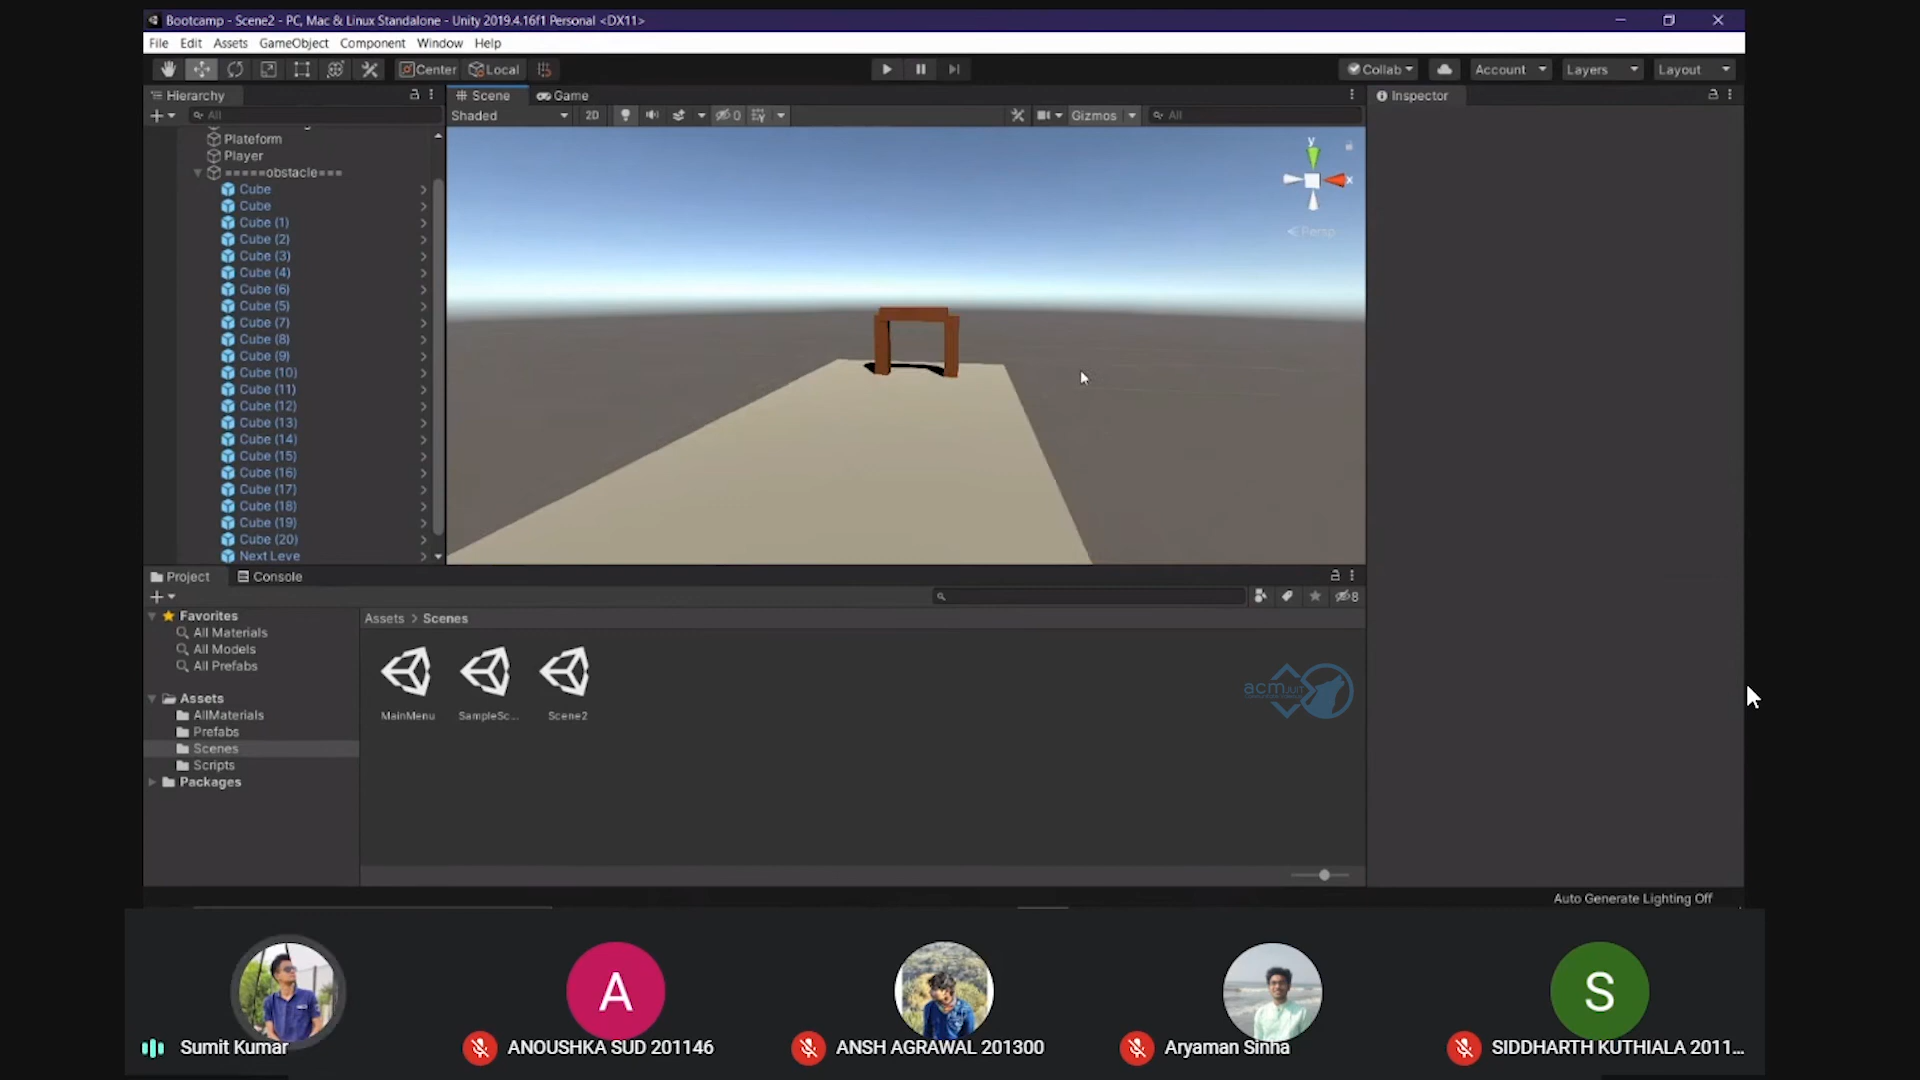 Bootcamp - Scene2 - PC, Mac & Linux Standalone - Unity 2019.4.16f1 Personal <DX11>
File Edit Assets GameObject Component Window Help
Center Local Collab Account Layers Layout
Hierarchy Scene Game Inspector
All Shaded 2D 0 Gizmos All
Plateform
Player
=====obstacle===
Cube
Cube
Cube (1)
Cube (2)
Cube (3)
Cube (4)
Cube (6)
Cube (5)
Cube (7)
Cube (8)
Cube (9)
Cube (10)
Cube (11)
Cube (12)
Cube (13)
Cube (14)
Cube (15)
Cube (16)
Cube (17)
Cube (18)
Cube (19)
Cube (20)
Next Leve
y
x
Persp
Project Console
8
Favorites
All Materials
All Models
All Prefabs
Assets
AllMaterials
Prefabs
Scenes
Scripts
Packages
Assets > Scenes
MainMenu SampleSc... Scene2
acm JUIT
Auto Generate Lighting Off
A
S
Sumit Kumar ANOUSHKA SUD 201146 ANSH AGRAWAL 201300 Aryaman Sinha SIDDHARTH KUTHIALA 2011...